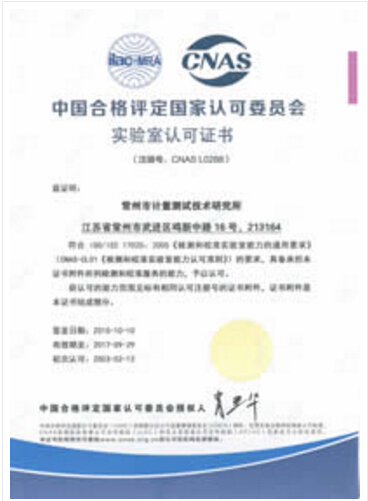 ilac-MRA
CNAS
中国合格评定国家认可委员会
实验室认可证书
（注册号：CNAS L0288）
兹证明：
常州市计量测试技术研究所
江苏省常州市武进区鸣新中路 16 号，213164
符合 ISO/IEC 17025：2005《检测和校准实验室能力的通用要求》
（CNAS-CL01《检测和校准实验室能力认可准则》）的要求，具备承担本
证书附件所列检测和校准服务的能力，予以认可。
获认可的能力范围见标有相同认可注册号的证书附件，证书附件是
本证书组成部分。
签发日期：
有效期至：2017-09-29
初次认可：
中国合格评定国家认可委员会授权人